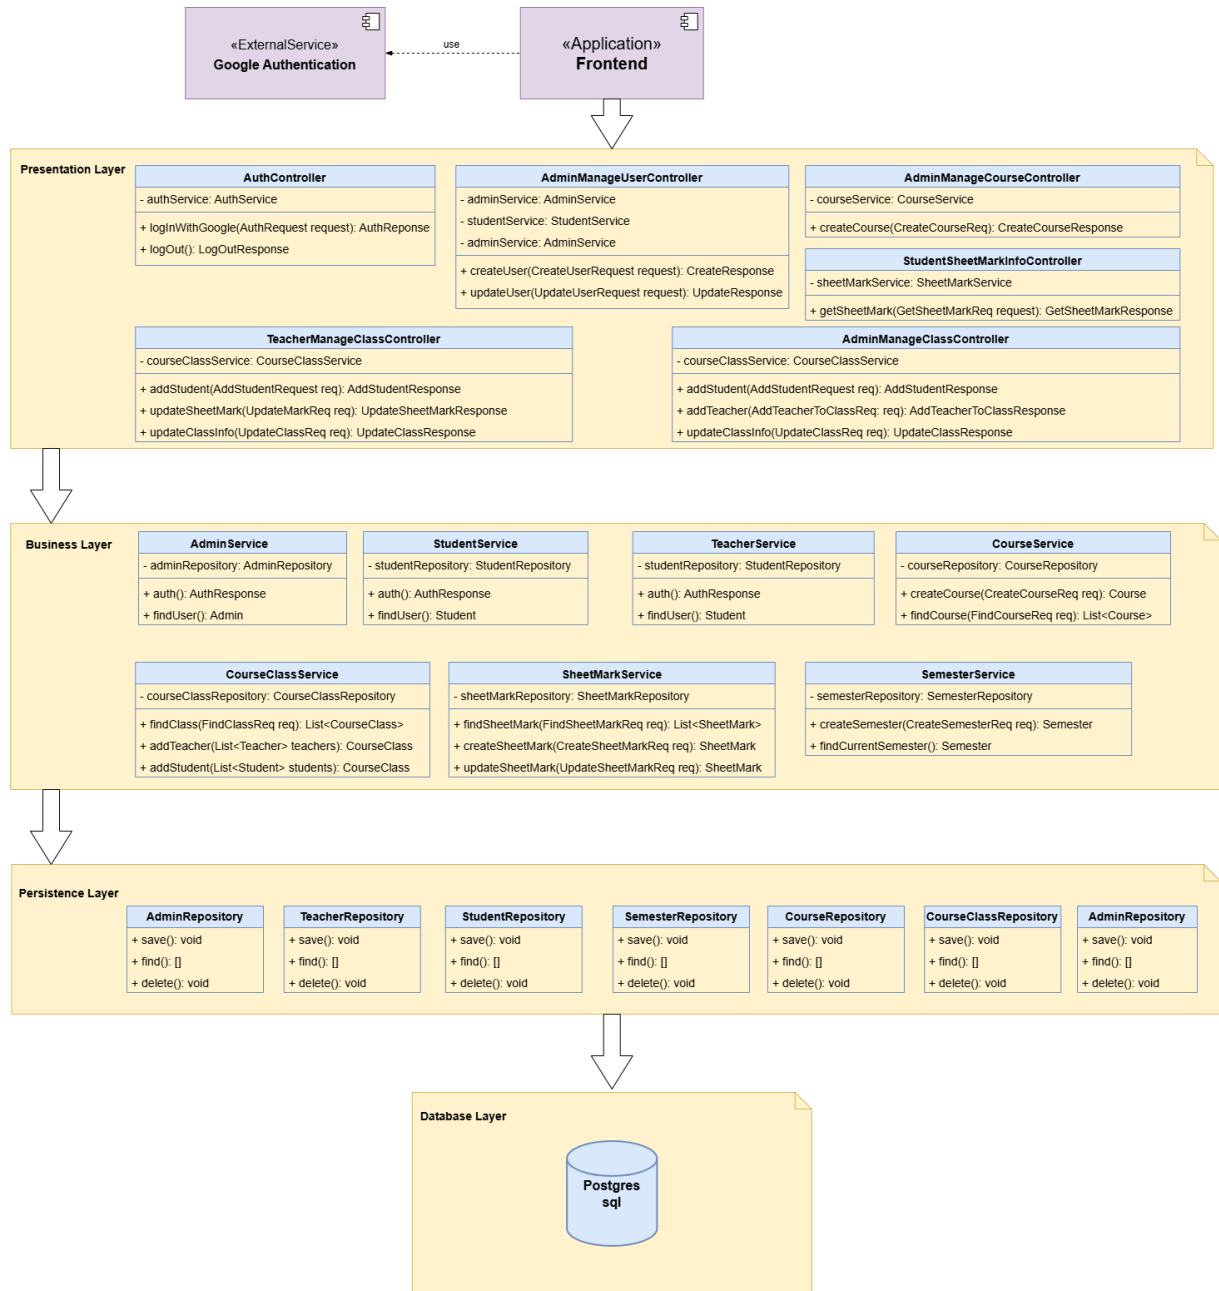 «ExternalService»
Google Authentication
use
«Application»
Frontend
Presentation Layer
AuthController
- authService: AuthService
+ logInWithGoogle(AuthRequest request): AuthReponse
+ logOut(): LogOutResponse
AdminManageUserController
- adminService: AdminService
- studentService: StudentService
- adminService: AdminService
+ createUser(CreateUserRequest request): CreateResponse
+ updateUser(UpdateUserRequest request): UpdateResponse
AdminManageCourseController
- courseService: CourseService
+ createCourse(CreateCourseReq): CreateCourseResponse
StudentSheetMarkInfoController
- sheetMarkService: SheetMarkService
+ getSheetMark(GetSheetMarkReq request): GetSheetMarkResponse
TeacherManageClassController
- courseClassService: CourseClassService
+ addStudent(AddStudentRequest req): AddStudentResponse
+ updateSheetMark(UpdateMarkReq req): UpdateSheetMarkResponse
+ updateClassInfo(UpdateClassReq req): UpdateClassResponse
AdminManageClassController
- courseClassService: CourseClassService
+ addStudent(AddStudentRequest req): AddStudentResponse
+ addTeacher(AddTeacherToClassReq: req): AddTeacherToClassResponse
+ updateClassInfo(UpdateClassReq req): UpdateClassResponse
Business Layer
AdminService
- adminRepository: AdminRepository
+ auth(): AuthResponse
+ findUser(): Admin
StudentService
- studentRepository: StudentRepository
+ auth(): AuthResponse
+ findUser(): Student
TeacherService
- studentRepository: StudentRepository
+ auth(): AuthResponse
+ findUser(): Student
CourseService
- courseRepository: CourseRepository
+ createCourse(CreateCourseReq req): Course
+ findCourse(FindCourseReq req): List<Course>
CourseClassService
- courseClassRepository: CourseClassRepository
+ findClass(FindClassReq req): List<CourseClass>
+ addTeacher(List<Teacher> teachers): CourseClass
+ addStudent(List<Student> students): CourseClass
SheetMarkService
- sheetMarkRepository: SheetMarkRepository
+ findSheetMark(FindSheetMarkReq req): List<SheetMark>
+ createSheetMark(CreateSheetMarkReq req): SheetMark
+ updateSheetMark(UpdateSheetMarkReq req): SheetMark
SemesterService
- semesterRepository: SemesterRepository
+ createSemester(CreateSemesterReq req): Semester
+ findCurrentSemester(): Semester
Persistence Layer
AdminRepository
+ save(): void
+ find(): []
+ delete(): void
TeacherRepository
+ save(): void
+ find(): []
+ delete(): void
StudentRepository
+ save(): void
+ find(): []
+ delete(): void
SemesterRepository
+ save(): void
+ find(): []
+ delete(): void
CourseRepository
+ save(): void
+ find(): []
+ delete(): void
CourseClassRepository
+ save(): void
+ find(): []
+ delete(): void
AdminRepository
+ save(): void
+ find(): []
+ delete(): void
Database Layer
Postgres
sql